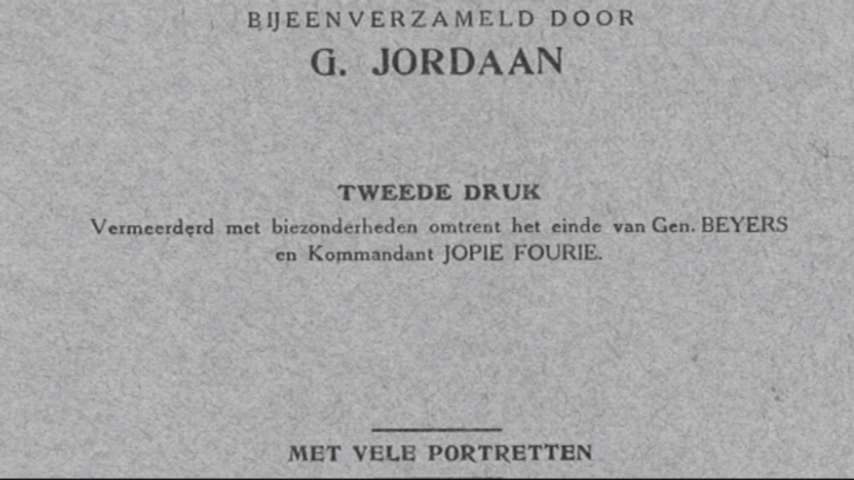 BIJEENVERZAMELD DOOR
G. JORDAAN
TWEEDE DRUK
Vermeerderd met biezonderheden omtrent het einde van Gen. BEYERS
en Kommandant JOPIE FOURIE.
MET VELE PORTRETTEN